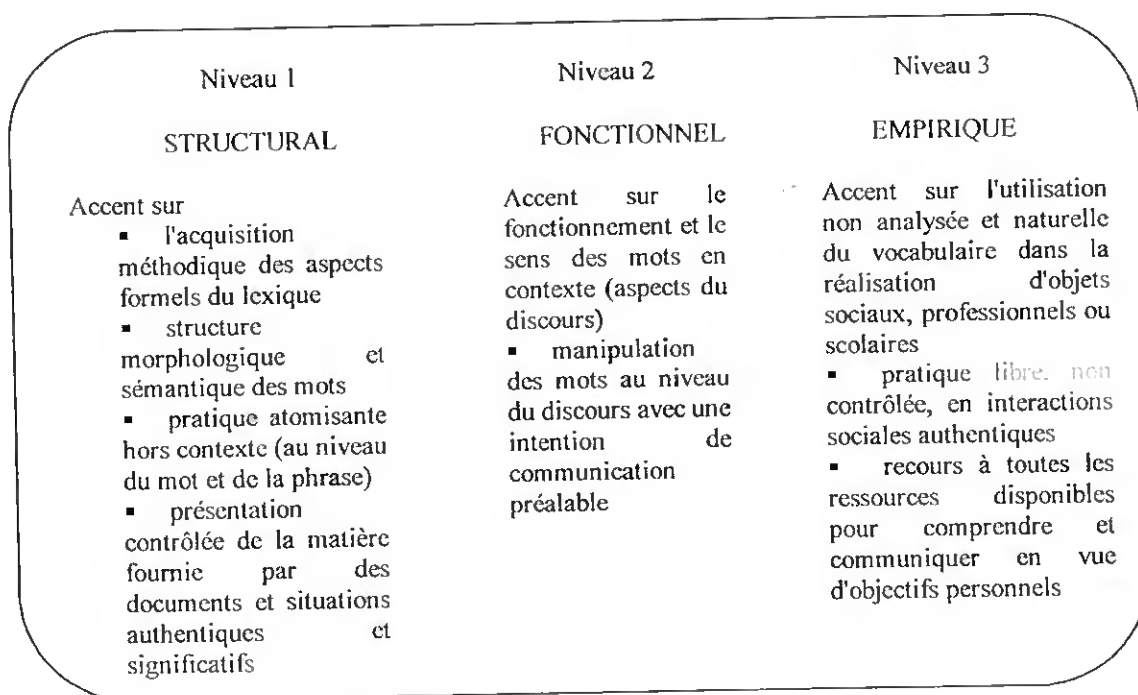 Niveau 1
STRUCTURAL
Accent sur
▪ l'acquisition
méthodique des aspects
formels du lexique
▪ structure
morphologique et
sémantique des mots
▪ pratique atomisante
hors contexte (au niveau
du mot et de la phrase)
▪ présentation
contrôlée de la matière
fournie par des
documents et situations
authentiques et
significatifs
Niveau 2
FONCTIONNEL
Accent sur le
fonctionnement et le
sens des mots en
contexte (aspects du
discours)
▪ manipulation
des mots au niveau
du discours avec une
intention de
communication
préalable
Niveau 3
EMPIRIQUE
Accent sur l'utilisation
non analysée et naturelle
du vocabulaire dans la
réalisation d'objets
sociaux, professionnels ou
scolaires
▪ pratique libre, non
contrôlée, en interactions
sociales authentiques
▪ recours à toutes les
ressources disponibles
pour comprendre et
communiquer en vue
d'objectifs personnels